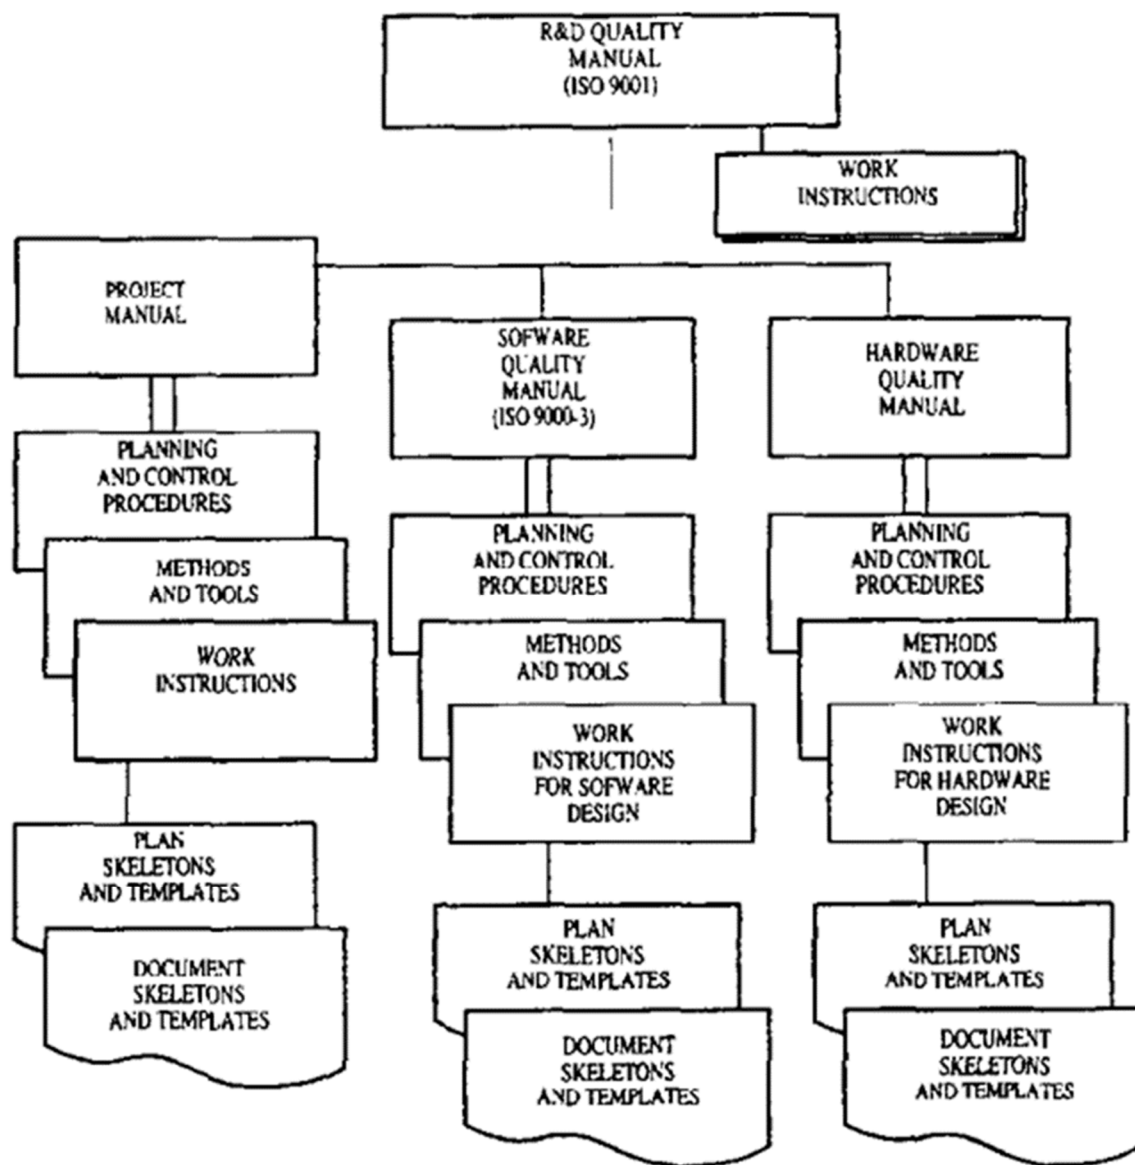 R&D QUALITY
MANUAL
(ISO 9001)
WORK
INSTRUCTIONS
PROJECT
MANUAL
SOFWARE
QUALITY
MANUAL
(ISO 9000-3)
HARDWARE
QUALITY
MANUAL
PLANNING
AND CONTROL
PROCEDURES
METHODS
AND TOOLS
WORK
INSTRUCTIONS
PLAN
SKELETONS
AND TEMPLATES
DOCUMENT
SKELETONS
AND TEMPLATES
PLANNING
AND CONTROL
PROCEDURES
METHODS
AND TOOLS
WORK
INSTRUCTIONS
FOR SOFWARE
DESIGN
PLAN
SKELETONS
AND TEMPLATES
DOCUMENT
SKELETONS
AND TEMPLATES
PLANNING
AND CONTROL
PROCEDURES
METHODS
AND TOOLS
WORK
INSTRUCTIONS
FOR HARDWARE
DESIGN
PLAN
SKELETONS
AND TEMPLATES
DOCUMENT
SKELETONS
AND TEMPLATES